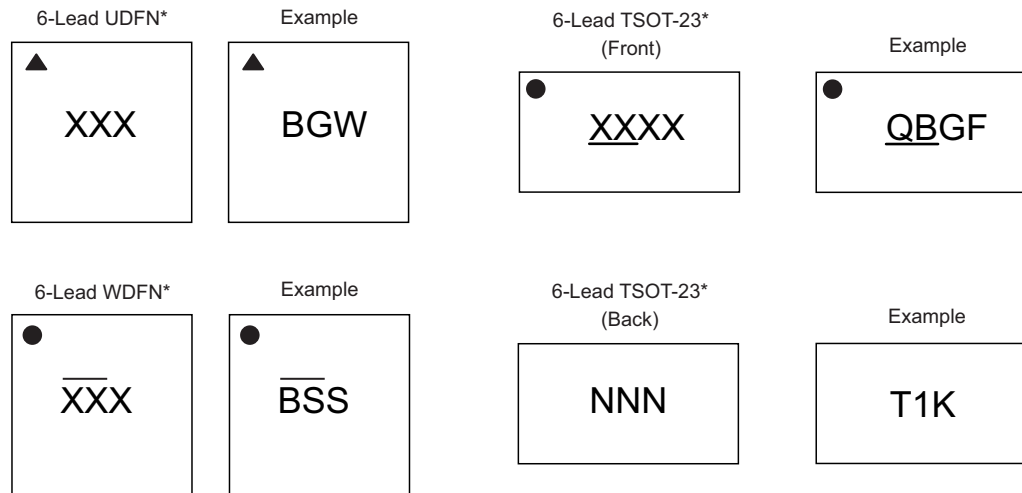 6-Lead UDFN*
Example
XXX
BGW
6-Lead TSOT-23*
(Front)
Example
XXXX
QBGF
6-Lead WDFN*
Example
XXX
BSS
6-Lead TSOT-23*
(Back)
Example
NNN
T1K